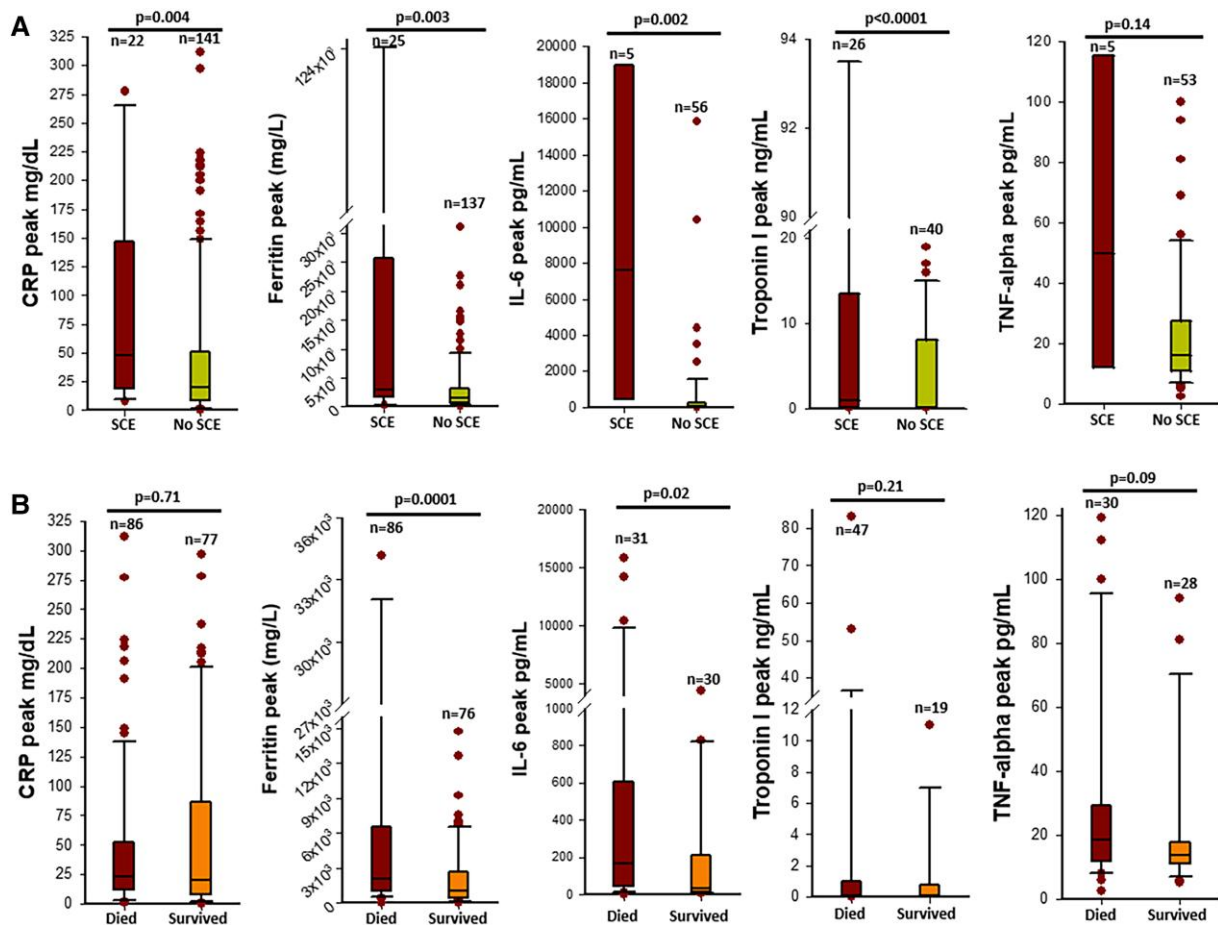 A
p=0.004
n=22
n=141
CRP peak mg/dL
325
300
275
250
225
200
175
150
125
100
75
50
25
0
SCE
No SCE
p=0.003
n=25
n=137
Ferritin peak (mg/L)
124x10³
30x10³
25x10³
20x10³
15x10³
10x10³
5x10³
0
SCE
No SCE
p=0.002
n=5
n=56
IL-6 peak pg/mL
20000
18000
16000
14000
12000
10000
8000
6000
4000
2000
0
SCE
No SCE
p<0.0001
n=26
n=40
Troponin I peak ng/mL
94
92
90
20
10
0
SCE
No SCE
p=0.14
n=5
n=53
TNF-alpha peak pg/mL
120
100
80
60
40
20
0
SCE
No SCE
B
p=0.71
n=86
n=77
CRP peak mg/dL
325
300
275
250
225
200
175
150
125
100
75
50
25
0
Died
Survived
p=0.0001
n=86
n=76
Ferritin peak (mg/L)
36x10³
33x10³
30x10³
27x10³
15x10³
12x10³
9x10³
6x10³
3x10³
0
Died
Survived
p=0.02
n=31
n=30
IL-6 peak pg/mL
20000
15000
10000
5000
1000
800
600
400
200
0
Died
Survived
p=0.21
n=47
n=19
Troponin I peak ng/mL
80
70
60
50
40
12
10
8
6
4
2
0
Died
Survived
p=0.09
n=30
n=28
TNF-alpha peak pg/mL
120
100
80
60
40
20
0
Died
Survived